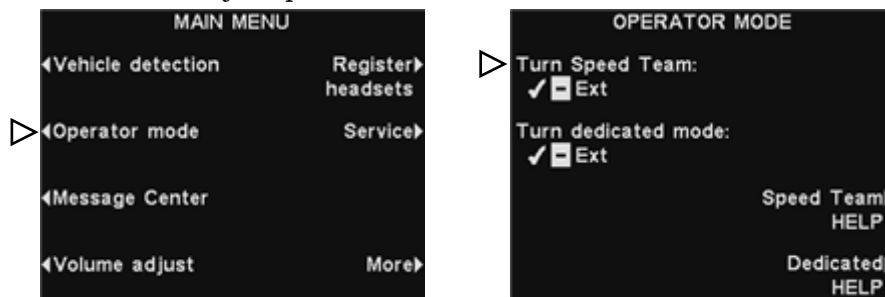 MAIN MENU
Vehicle detection
Register
headsets
Operator mode
Service
Message Center
Volume adjust
More
OPERATOR MODE
Turn Speed Team:
✓ - Ext
Turn dedicated mode:
✓ - Ext
Speed Team
HELP
Dedicated
HELP